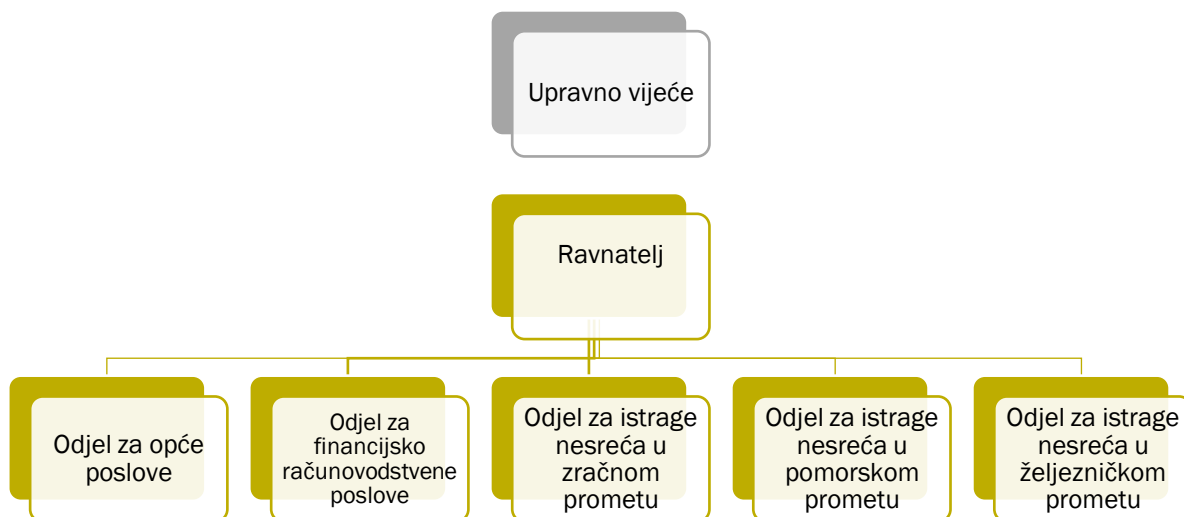 Upravno vijeće
Ravnatelj
Odjel za opće
poslove
Odjel za
financijsko
računovodstvene
poslove
Odjel za istrage
nesreća u
zračnom
prometu
Odjel za istrage
nesreća u
pomorskom
prometu
Odjel za istrage
nesreća u
željezničkom
prometu